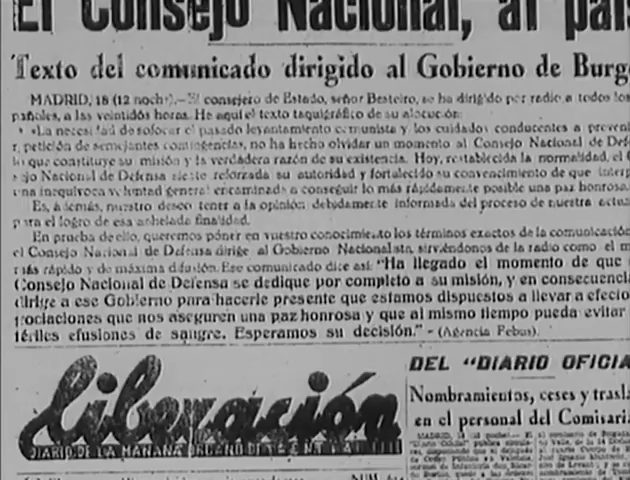 El Consejo Nacional, al país
Texto del comunicado dirigido al Gobierno de Burg
MADRID, 18 (12 noche).—El consejero de Estado, señor Besteiro, se ha dirigido por radio a todos los
pañoles, a las veintidós horas. He aquí el texto taquigráfico de su alocución:
«La necesidad de sofocar el pasado levantamiento comunista y los cuidados conducentes a preveni
r, petición de semejantes contingencias, no ha hecho olvidar un momento al Consejo Nacional de Defe
lo que constituye su misión y la verdadera razón de su existencia. Hoy, restablecida la normalidad, el C
sejo Nacional de Defensa siente reforzada su autoridad y fortalecido su convencimiento de que interp
una inequívoca voluntad general encaminada a conseguir lo más rápidamente posible una paz honrosa.
Es, además, nuestro deseo tener a la opinión debidamente informada del proceso de nuestra actua
para el logro de esa anhelada finalidad.
En prueba de ello, queremos poner en vuestro conocimiento los términos exactos de la comunicación
el Consejo Nacional de Defensa dirige al Gobierno Nacionalista, sirviéndonos de la radio como el m
más rápido y de máxima difusión. Ese comunicado dice así: "Ha llegado el momento de que
Consejo Nacional de Defensa se dedique por completo a su misión, y en consecuencia
dirige a ese Gobierno para hacerle presente que estamos dispuestos a llevar a efecto
gociaciones que nos aseguren una paz honrosa y que al mismo tiempo pueda evitar
tériles efusiones de sangre. Esperamos su decisión." - (Agencia Febus).
liberación
DIARIO DE LA MAÑANA
DEL "DIARIO OFICIA
Nombramientos, ceses y trasla
en el personal del Comisaria